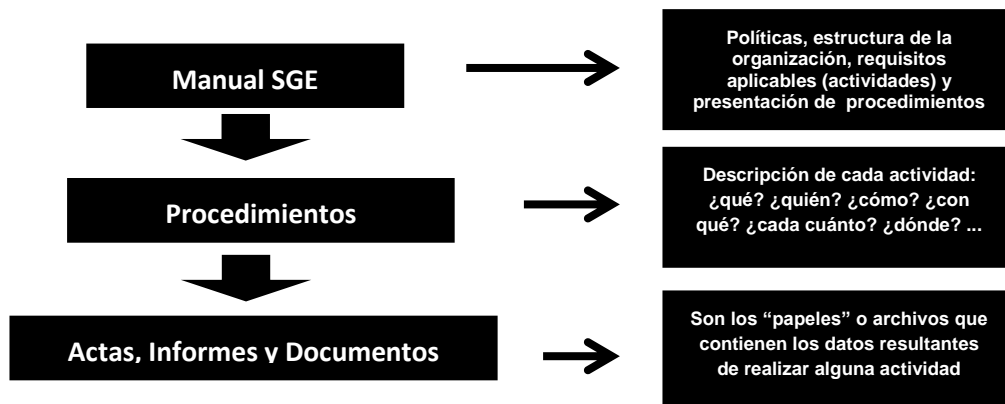 Manual SGE
Políticas, estructura de la
organización, requisitos
aplicables (actividades) y
presentación de procedimientos
Procedimientos
Descripción de cada actividad:
¿qué? ¿quién? ¿cómo? ¿con
qué? ¿cada cuánto? ¿dónde? ...
Actas, Informes y Documentos
Son los “papeles” o archivos que
contienen los datos resultantes
de realizar alguna actividad